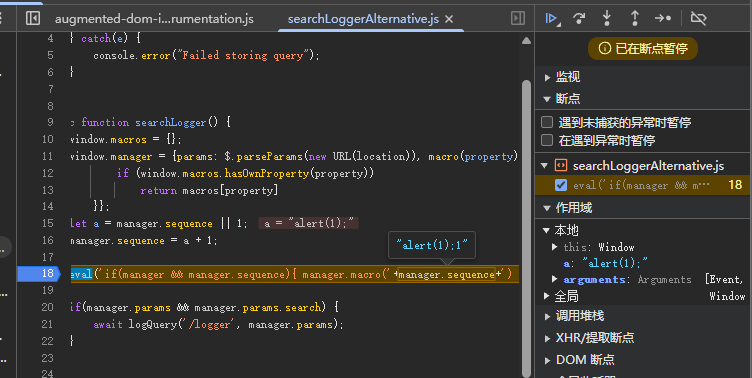 augmented-dom-i...rumentation.js
searchLoggerAlternative.js ×
4 } catch(e) {
5 console.error("Failed storing query");
6 }
7
8
9 c function searchLogger() {
10 window.macros = {};
11 window.manager = {params: $.parseParams(new URL(location)), macro(property)
12 if (window.macros.hasOwnProperty(property))
13 return macros[property]
14 }};
15 let a = manager.sequence || 1; a = "alert(1);"
16 manager.sequence = a + 1;
"alert(1);1"
17
18 eval('if(manager && manager.sequence){ manager.macro('+manager.sequence+')
19
20 if(manager.params && manager.params.search) {
21 await logQuery('/logger', manager.params);
22 }
23
24
已在断点暂停
监视
断点
遇到未捕获的异常时暂停
在遇到异常时暂停
searchLoggerAlternative.js
eval('if(manager && m… 18
作用域
本地
this: Window
a: "alert(1);"
arguments: Arguments [Event,
全局 Window
调用堆栈
XHR/提取断点
DOM 断点